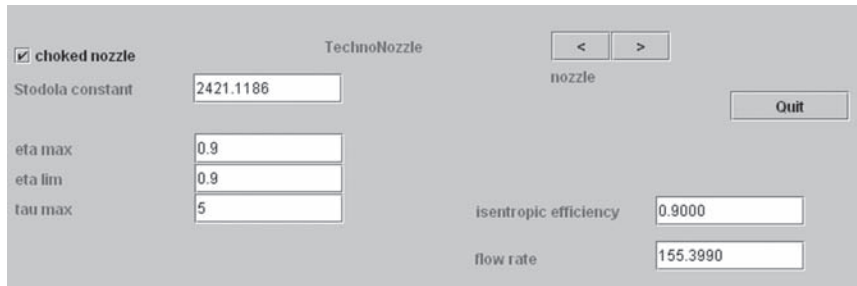 choked nozzle
TechnoNozzle
< >
nozzle
Stodola constant 2421.1186
Quit
eta max 0.9
eta lim 0.9
tau max 5
isentropic efficiency 0.9000
flow rate 155.3990